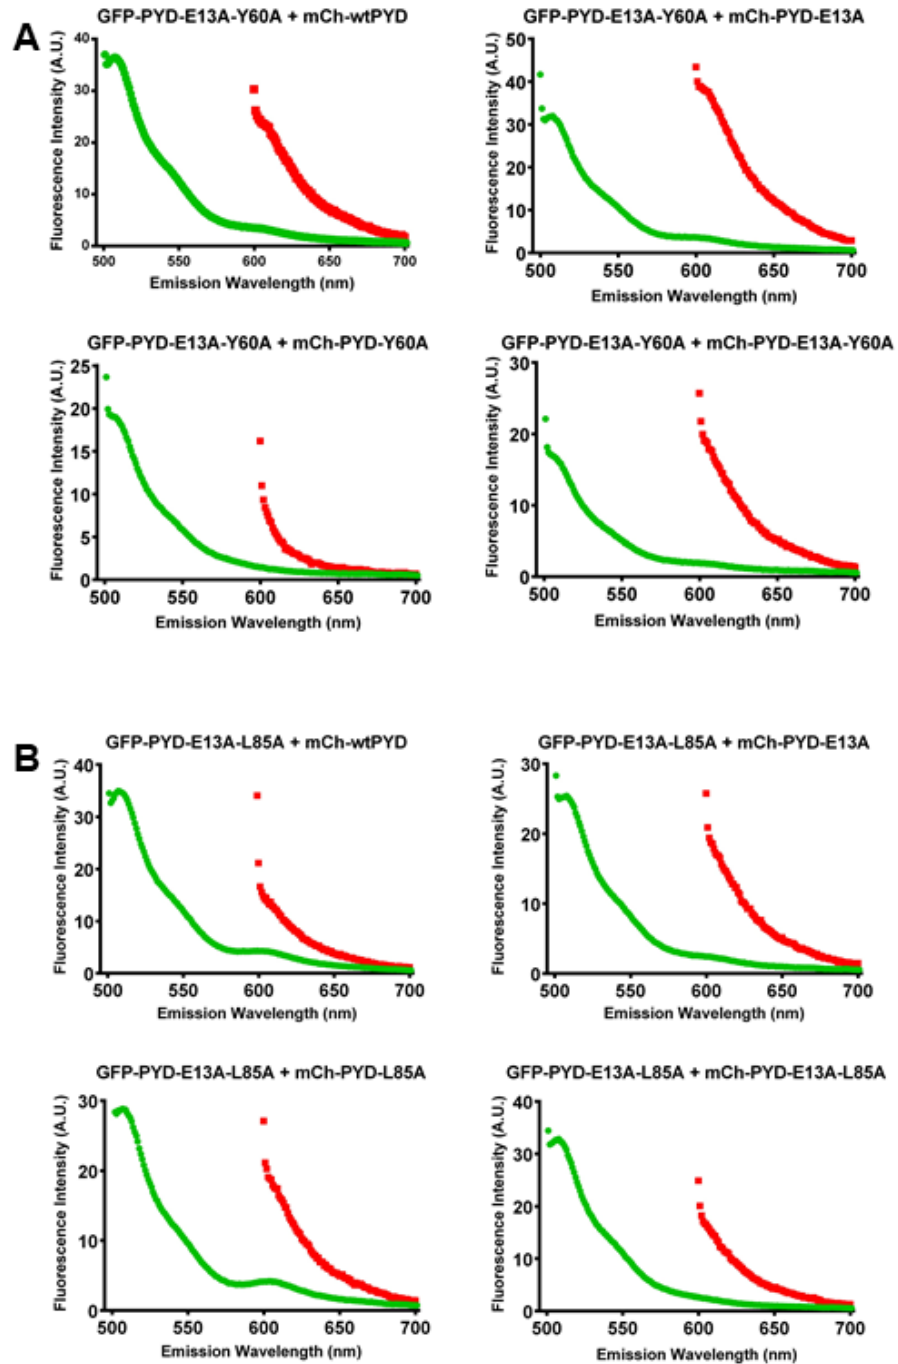 A
GFP-PYD-E13A-Y60A + mCh-wtPYD
Fluorescence Intensity (A.U.)
40
30
20
10
0
500 550 600 650 700
Emission Wavelength (nm)
GFP-PYD-E13A-Y60A + mCh-PYD-E13A
Fluorescence Intensity (A.U.)
50
40
30
20
10
0
500 550 600 650 700
Emission Wavelength (nm)
GFP-PYD-E13A-Y60A + mCh-PYD-Y60A
Fluorescence Intensity (A.U.)
25
20
15
10
5
0
500 550 600 650 700
Emission Wavelength (nm)
GFP-PYD-E13A-Y60A + mCh-PYD-E13A-Y60A
Fluorescence Intensity (A.U.)
30
20
10
0
500 550 600 650 700
Emission Wavelength (nm)
B
GFP-PYD-E13A-L85A + mCh-wtPYD
Fluorescence Intensity (A.U.)
40
30
20
10
0
500 550 600 650 700
Emission Wavelength (nm)
GFP-PYD-E13A-L85A + mCh-PYD-E13A
Fluorescence Intensity (A.U.)
30
20
10
0
500 550 600 650 700
Emission Wavelength (nm)
GFP-PYD-E13A-L85A + mCh-PYD-L85A
Fluorescence Intensity (A.U.)
30
20
10
0
500 550 600 650 700
Emission Wavelength (nm)
GFP-PYD-E13A-L85A + mCh-PYD-E13A-L85A
Fluorescence Intensity (A.U.)
40
30
20
10
0
500 550 600 650 700
Emission Wavelength (nm)